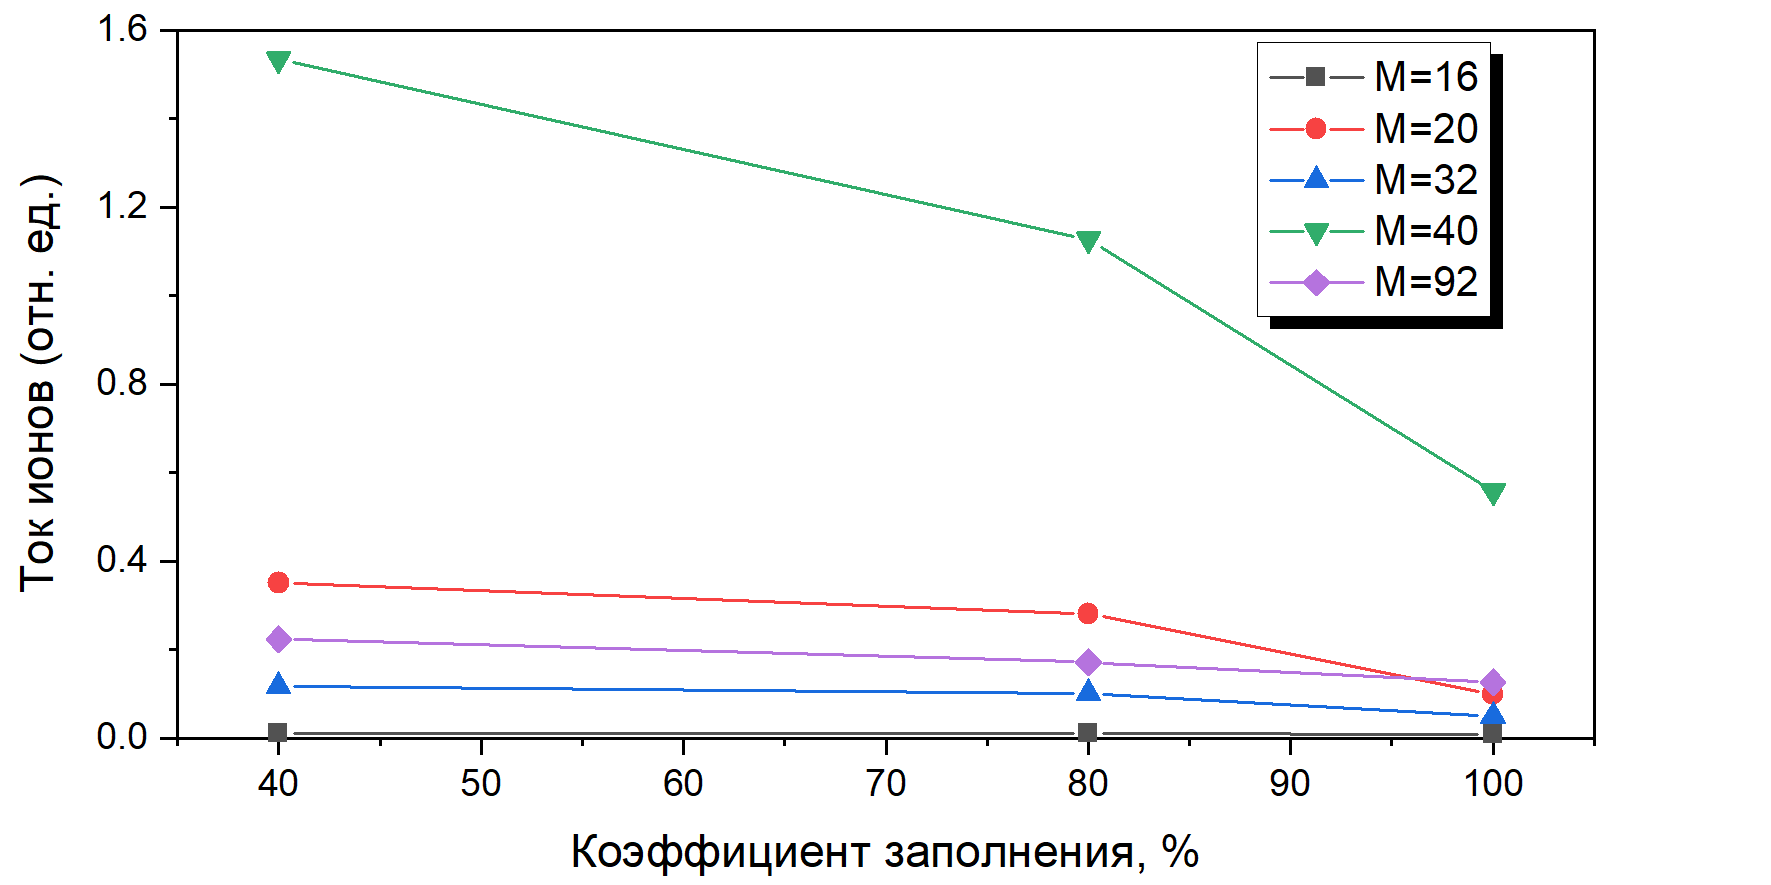 1.6
1.2
0.8
0.4
0.0
Ток ионов (отн. ед.)
M=16
M=20
M=32
M=40
M=92
40 50 60 70 80 90 100
Коэффициент заполнения, %